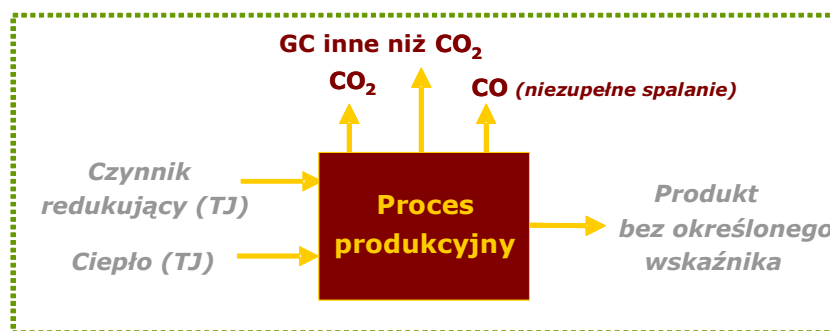 GC inne niż CO₂
CO₂
CO (niezupełne spalanie)
Czynnik
redukujący (TJ)
Ciepło (TJ)
Proces
produkcyjny
Produkt
bez określonego
wskaźnika